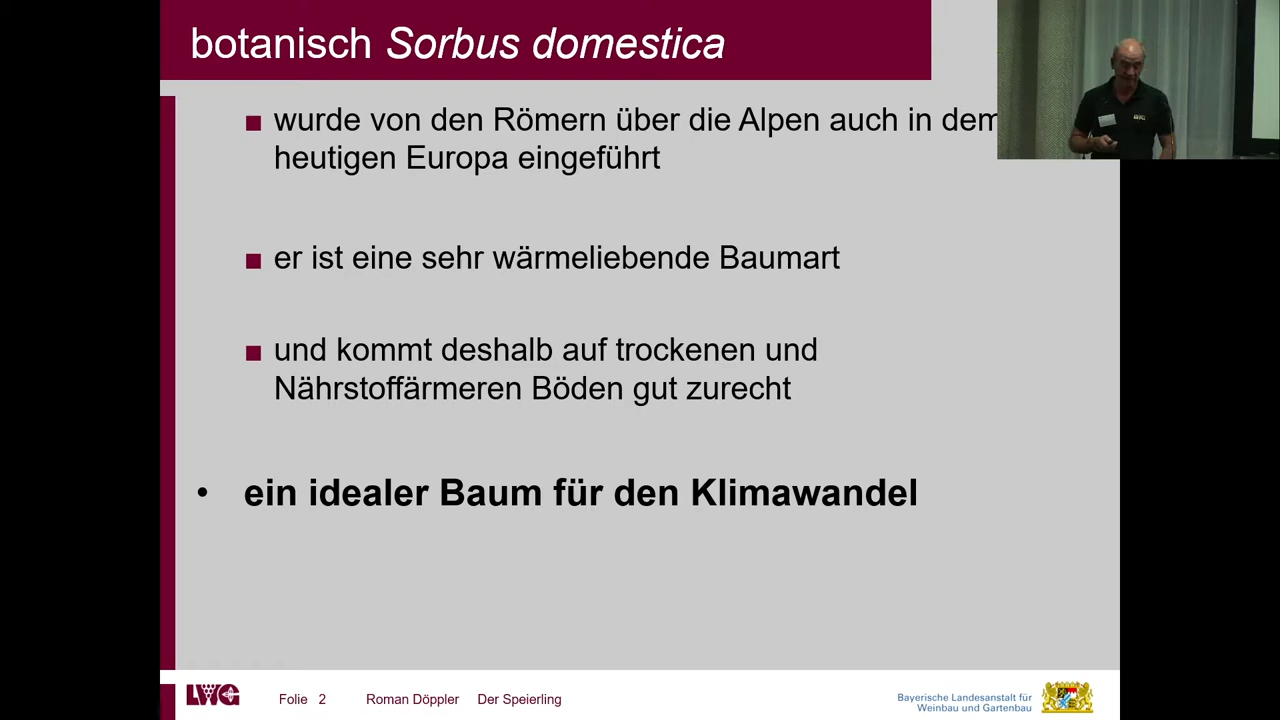 botanisch Sorbus domestica
■ wurde von den Römern über die Alpen auch in dem
heutigen Europa eingeführt
■ er ist eine sehr wärmeliebende Baumart
■ und kommt deshalb auf trockenen und
Nährstoffärmeren Böden gut zurecht
• ein idealer Baum für den Klimawandel
LWG
Folie 2 Roman Döppler Der Speierling
Bayerische Landesanstalt für
Weinbau und Gartenbau